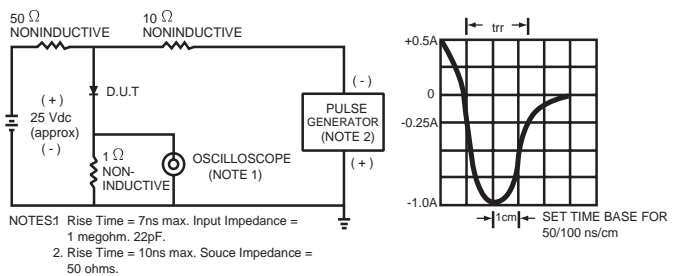 50 Ω
NONINDUCTIVE
10 Ω
NONINDUCTIVE
( + )
25 Vdc
(approx)
( - )
D.U.T
1 Ω
NON-
INDUCTIVE
OSCILLOSCOPE
(NOTE 1)
( - )
PULSE
GENERATOR
(NOTE 2)
( + )
trr
+0.5A
0
-0.25A
-1.0A
1cm
SET TIME BASE FOR
50/100 ns/cm
NOTES:1 Rise Time = 7ns max. Input Impedance =
1 megohm. 22pF.
2. Rise Time = 10ns max. Souce Impedance =
50 ohms.